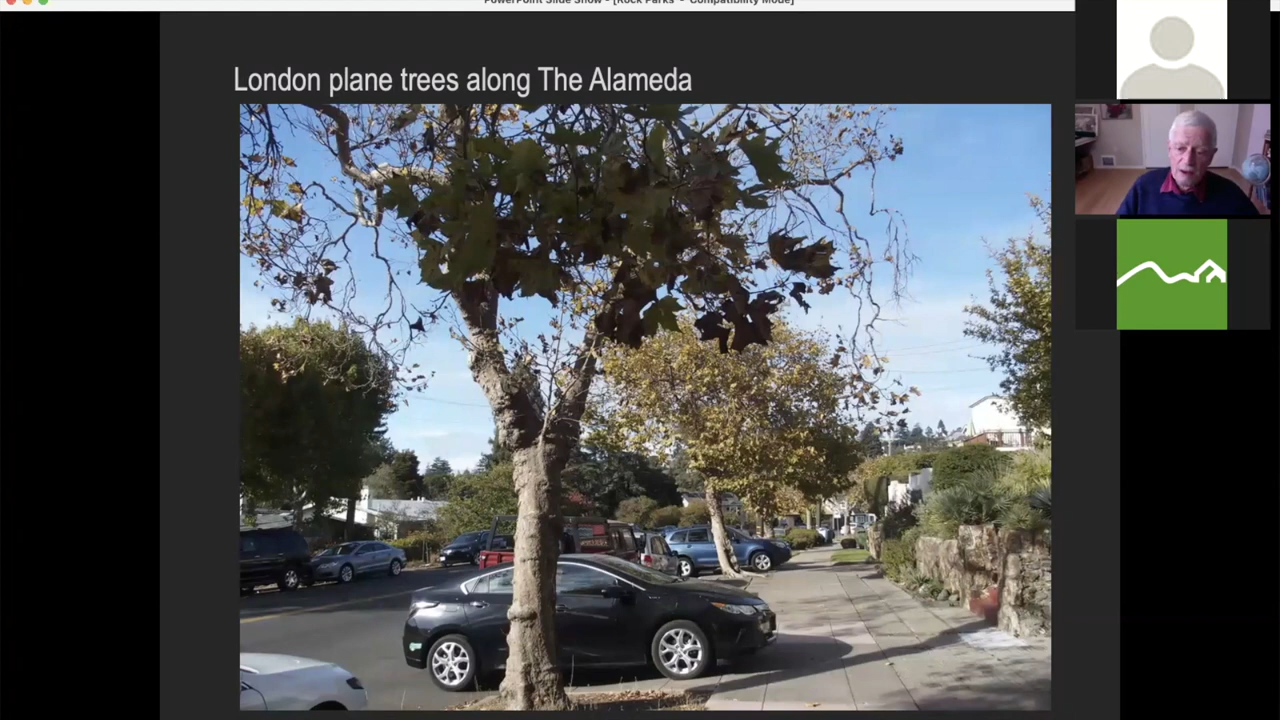 PowerPoint Slide Show - [Rock Parks - Compatibility Mode]
London plane trees along The Alameda